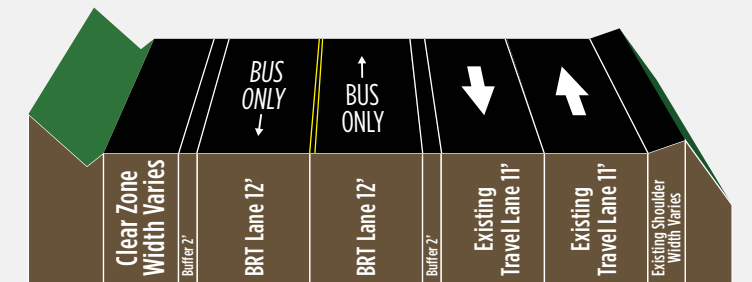 BUS
ONLY
BUS
ONLY
Clear Zone
Width Varies
Buffer 2'
BRT Lane 12'
BRT Lane 12'
Buffer 2'
Existing
Travel Lane 11'
Existing
Travel Lane 11'
Existing Shoulder
Width Varies